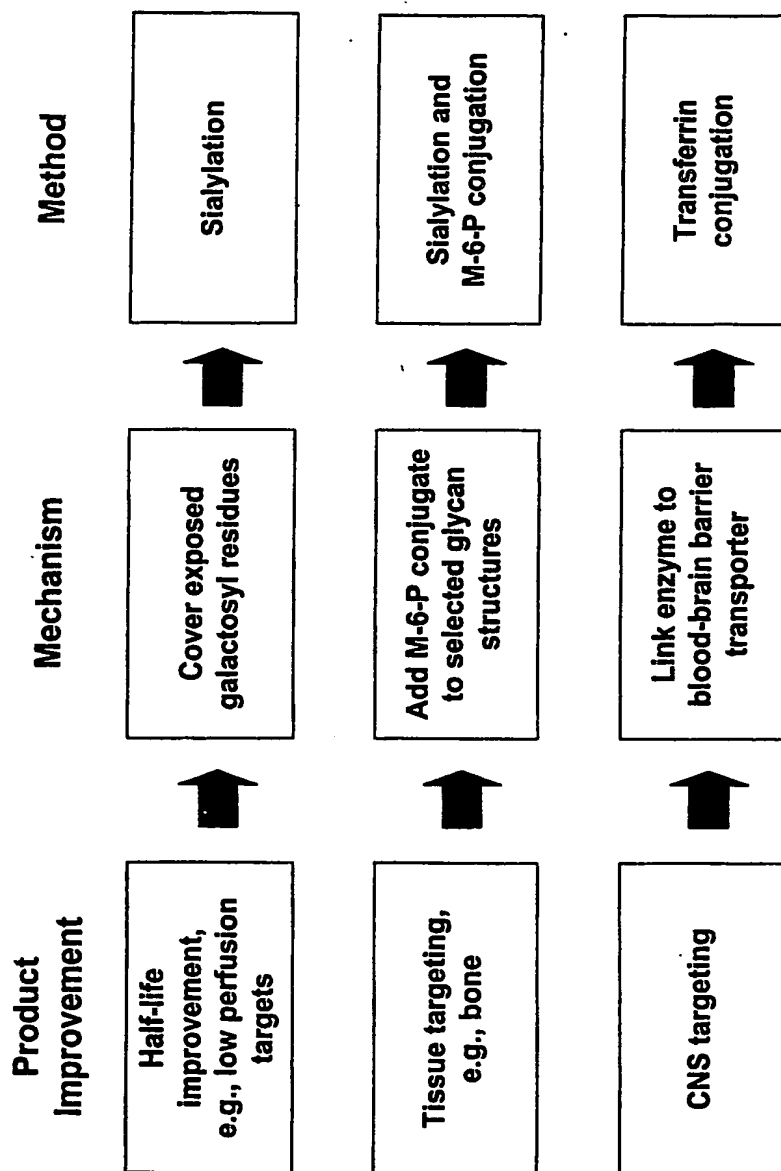 Product
Improvement
Mechanism
Method
Half-life
improvement,
e.g., low perfusion
targets
Cover exposed
galactosyl residues
Sialylation
Tissue targeting,
e.g., bone
Add M-6-P conjugate
to selected glycan
structures
Sialylation and
M-6-P conjugation
CNS targeting
Link enzyme to
blood-brain barrier
transporter
Transferrin
conjugation